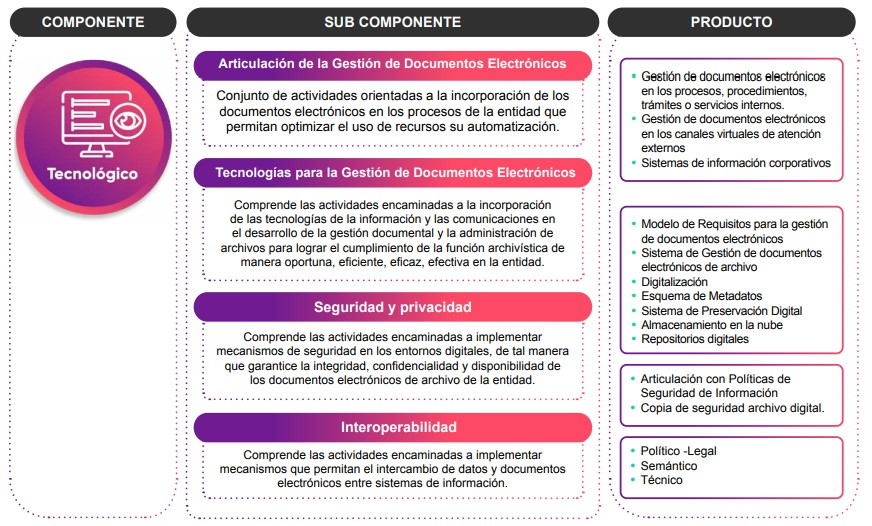 COMPONENTE
SUB COMPONENTE
PRODUCTO
Tecnológico
Articulación de la Gestión de Documentos Electrónicos
Conjunto de actividades orientadas a la incorporación de los
documentos electrónicos en los procesos de la entidad que
permitan optimizar el uso de recursos su automatización.
• Gestión de documentos electrónicos
en los procesos, procedimientos,
trámites o servicios internos.
• Gestión de documentos electrónicos
en los canales virtuales de atención
externos
• Sistemas de información corporativos
Tecnologías para la Gestión de Documentos Electrónicos
Comprende las actividades encaminadas a la incorporación
de las tecnologías de la información y las comunicaciones en
el desarrollo de la gestión documental y la administración de
archivos para lograr el cumplimiento de la función archivística de
manera oportuna, eficiente, eficaz, efectiva en la entidad.
• Modelo de Requisitos para la gestión
de documentos electrónicos
• Sistema de Gestión de documentos
electrónicos de archivo
• Digitalización
• Esquema de Metadatos
• Sistema de Preservación Digital
• Almacenamiento en la nube
• Repositorios digitales
Seguridad y privacidad
Comprende las actividades encaminadas a implementar
mecanismos de seguridad en los entornos digitales, de tal manera
que garantice la integridad, confidencialidad y disponibilidad de
los documentos electrónicos de archivo de la entidad.
• Articulación con Políticas de
Seguridad de Información
• Copia de seguridad archivo digital.
Interoperabilidad
Comprende las actividades encaminadas a implementar
mecanismos que permitan el intercambio de datos y documentos
electrónicos entre sistemas de información.
• Político -Legal
• Semántico
• Técnico